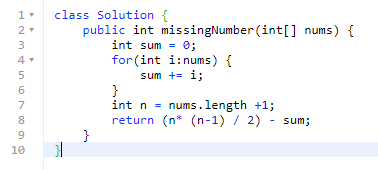 1 class Solution {
2 public int missingNumber(int[] nums) {
3 int sum = 0;
4 for(int i:nums) {
5 sum += i;
6 }
7 int n = nums.length +1;
8 return (n* (n-1) / 2) - sum;
9 }
10 }